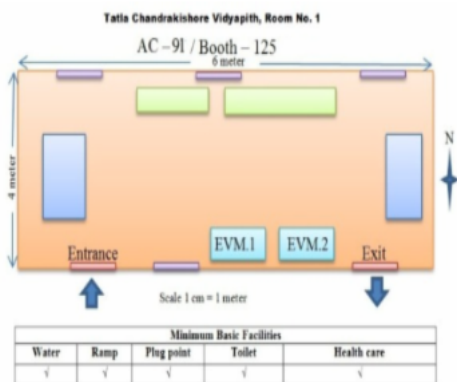 Tatla Chandrakishore Vidyapith, Room No. 1
AC – 91 / Booth – 125
6 meter
4 meter
N
EVM.1 EVM.2
Entrance Exit
Scale 1 cm = 1 meter
Minimum Basic Facilities
Water Ramp Plug point Toilet Health care
√ √ √ √ √